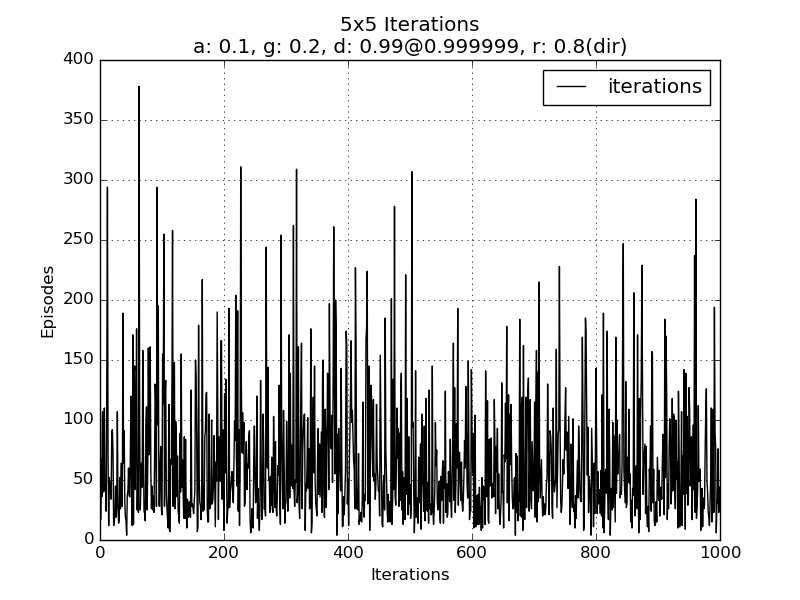 5x5 Iterations
a: 0.1, g: 0.2, d: 0.99@0.999999, r: 0.8(dir)
iterations
400
350
300
250
200
150
100
50
0
Episodes
0 200 400 600 800 1000
Iterations